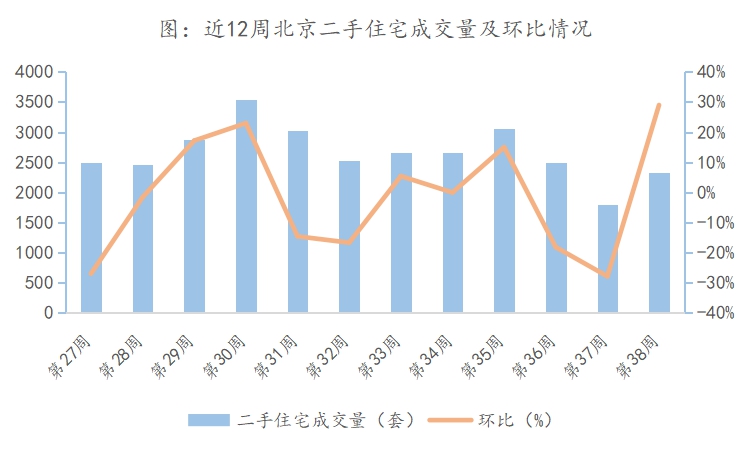 图：近12周北京二手住宅成交量及环比情况
4000
3500
3000
2500
2000
1500
1000
500
0
40%
30%
20%
10%
0%
-10%
-20%
-30%
-40%
第27周
第28周
第29周
第30周
第31周
第32周
第33周
第34周
第35周
第36周
第37周
第38周
二手住宅成交量（套） 环比（%）